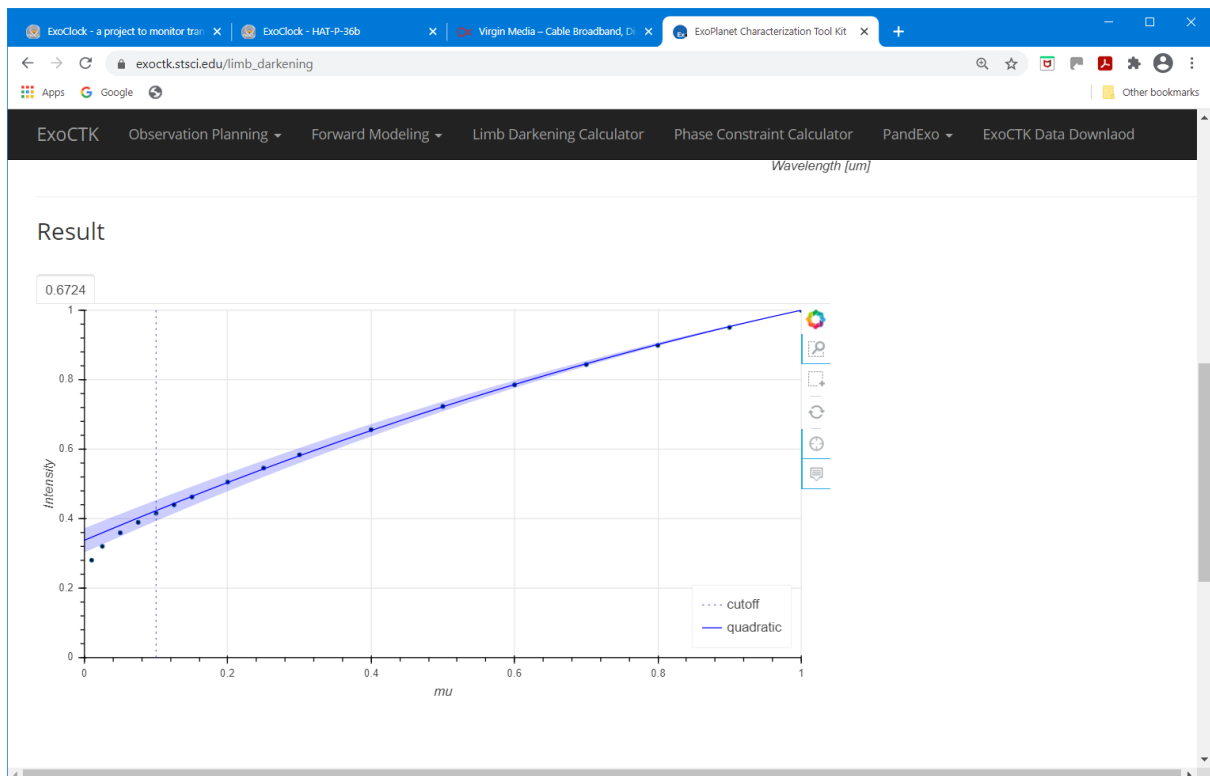 ExoClock - a project to monitor tran
ExoClock - HAT-P-36b
Virgin Media – Cable Broadband, Di
ExoPlanet Characterization Tool Kit
exoctk.stsci.edu/limb_darkening
Apps
Google
Other bookmarks
ExoCTK
Observation Planning
Forward Modeling
Limb Darkening Calculator
Phase Constraint Calculator
PandExo
ExoCTK Data Downlaod
Wavelength [um]
Result
0.6724
1
0.8
0.6
0.4
0.2
0
Intensity
cutoff
quadratic
0 0.2 0.4 0.6 0.8 1
mu